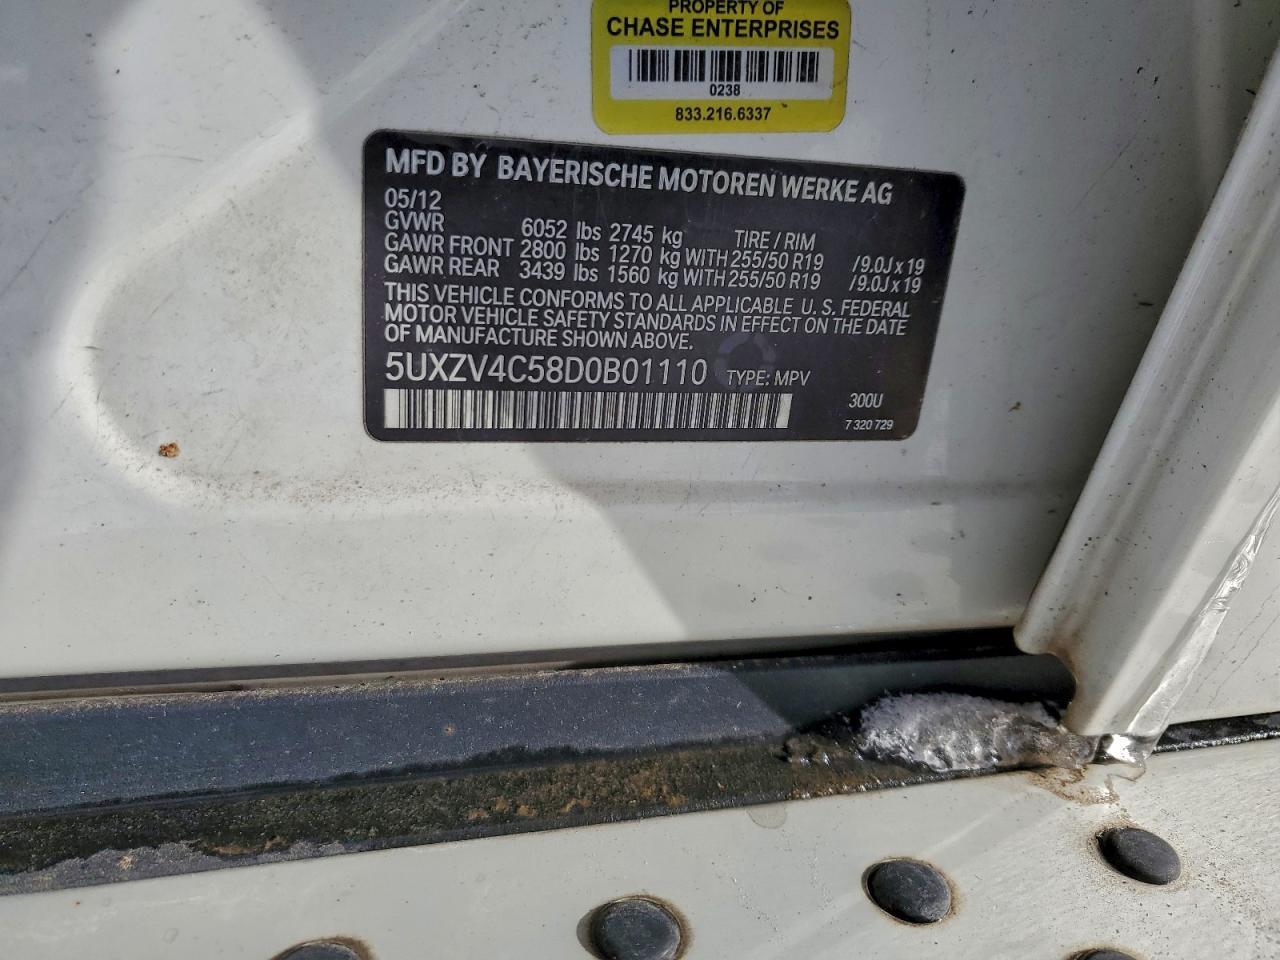 PROPERTY OF
CHASE ENTERPRISES
0238
833.216.6337
MFD BY BAYERISCHE MOTOREN WERKE AG
05/12
GVWR 6052 lbs 2745 kg TIRE / RIM
GAWR FRONT 2800 lbs 1270 kg WITH 255/50 R19 /9.0J x 19
GAWR REAR 3439 lbs 1560 kg WITH 255/50 R19 /9.0J x 19
THIS VEHICLE CONFORMS TO ALL APPLICABLE U. S. FEDERAL
MOTOR VEHICLE SAFETY STANDARDS IN EFFECT ON THE DATE
OF MANUFACTURE SHOWN ABOVE.
5UXZV4C58D0B01110 TYPE: MPV
300U
7 320 729